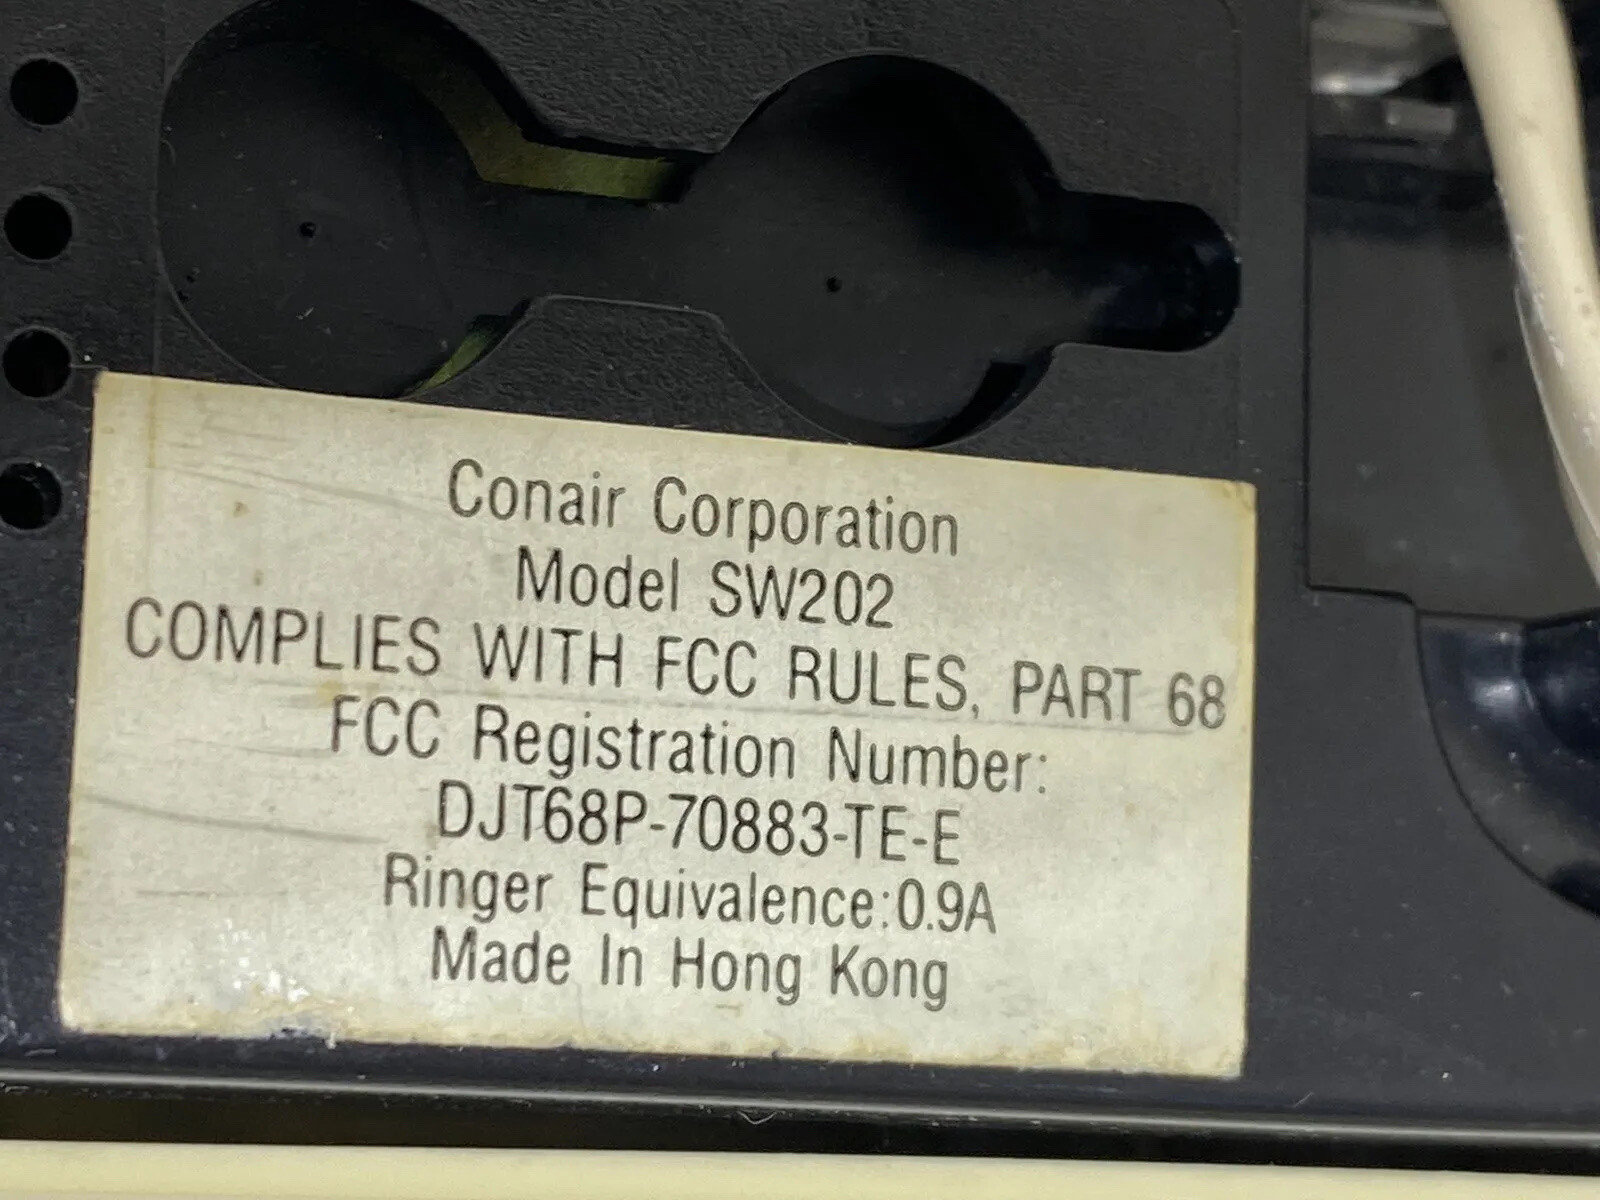 Conair Corporation
Model SW202
COMPLIES WITH FCC RULES, PART 68
FCC Registration Number:
DJT68P-70883-TE-E
Ringer Equivalence:0.9A
Made In Hong Kong